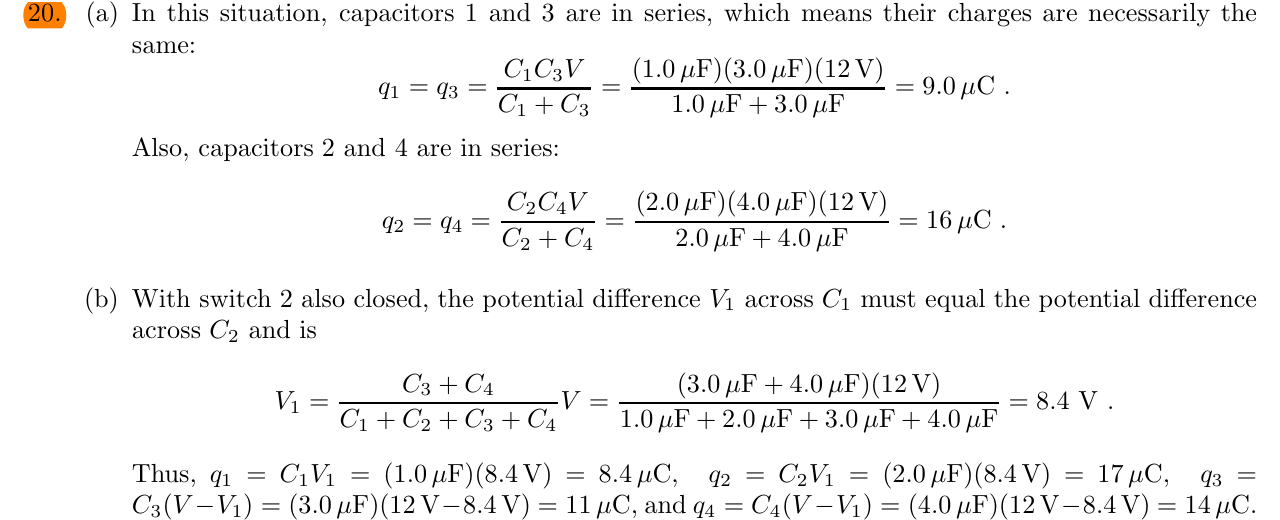 20. (a) In this situation, capacitors 1 and 3 are in series, which means their charges are necessarily the
same:
q₁ = q₃ = C₁C₃V / (C₁ + C₃) = (1.0 μF)(3.0 μF)(12 V) / (1.0 μF + 3.0 μF) = 9.0 μC .
Also, capacitors 2 and 4 are in series:
q₂ = q₄ = C₂C₄V / (C₂ + C₄) = (2.0 μF)(4.0 μF)(12 V) / (2.0 μF + 4.0 μF) = 16 μC .
(b) With switch 2 also closed, the potential difference V₁ across C₁ must equal the potential difference
across C₂ and is
V₁ = (C₃ + C₄) / (C₁ + C₂ + C₃ + C₄) V = (3.0 μF + 4.0 μF)(12 V) / (1.0 μF + 2.0 μF + 3.0 μF + 4.0 μF) = 8.4 V .
Thus, q₁ = C₁V₁ = (1.0 μF)(8.4 V) = 8.4 μC, q₂ = C₂V₁ = (2.0 μF)(8.4 V) = 17 μC, q₃ =
C₃(V − V₁) = (3.0 μF)(12 V − 8.4 V) = 11 μC, and q₄ = C₄(V − V₁) = (4.0 μF)(12 V − 8.4 V) = 14 μC.